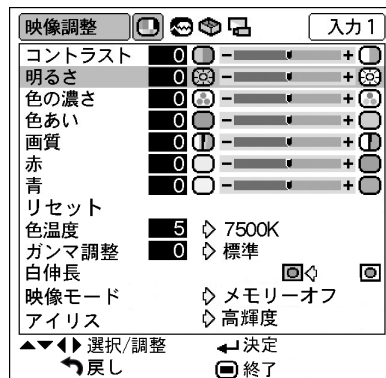 映像調整 入力1
コントラスト 0 - +
明るさ 0 - +
色の濃さ 0 - +
色あい 0 - +
画質 0 - +
赤 0 - +
青 0 - +
リセット
色温度 5 7500K
ガンマ調整 0 標準
白伸長
映像モード メモリーオフ
アイリス 高輝度
▲▼◀▶ 選択/調整 決定
戻し 終了